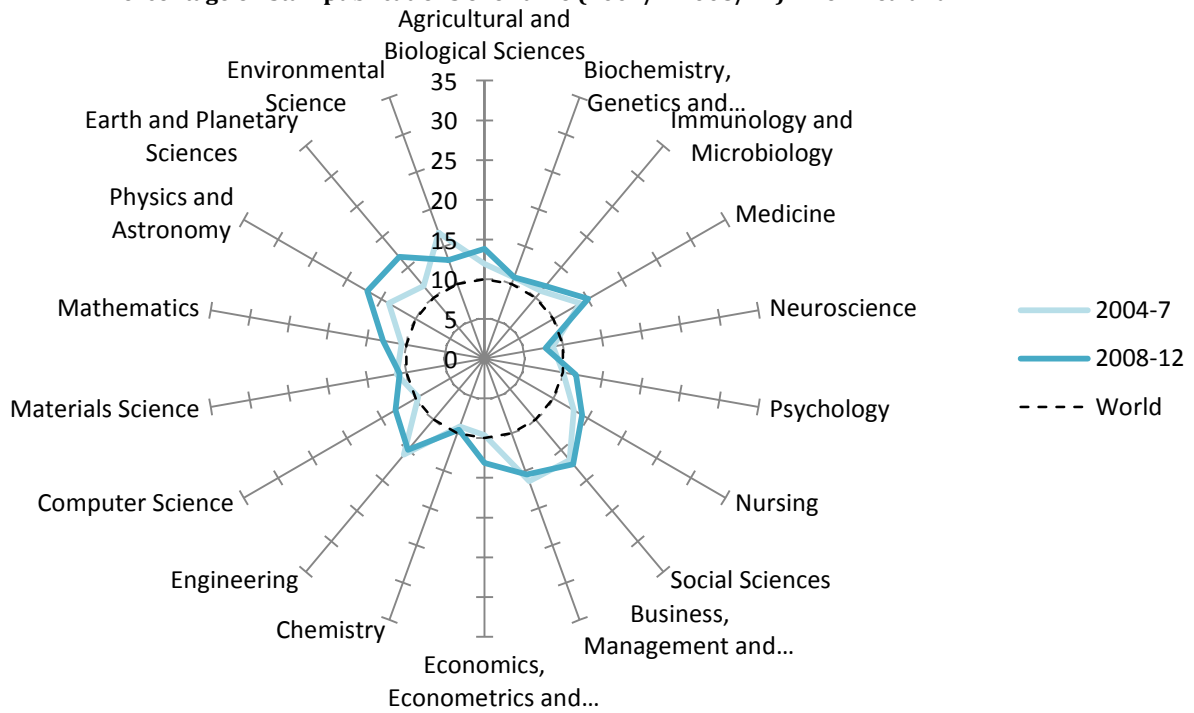 Agricultural and
Biological Sciences
Biochemistry,
Genetics and...
Immunology and
Microbiology
Medicine
Neuroscience
Psychology
Nursing
Social Sciences
Business,
Management and...
Economics,
Econometrics and...
Chemistry
Engineering
Computer Science
Materials Science
Mathematics
Physics and
Astronomy
Earth and Planetary
Sciences
Environmental
Science
35
30
25
20
15
10
5
0
2004-7
2008-12
World